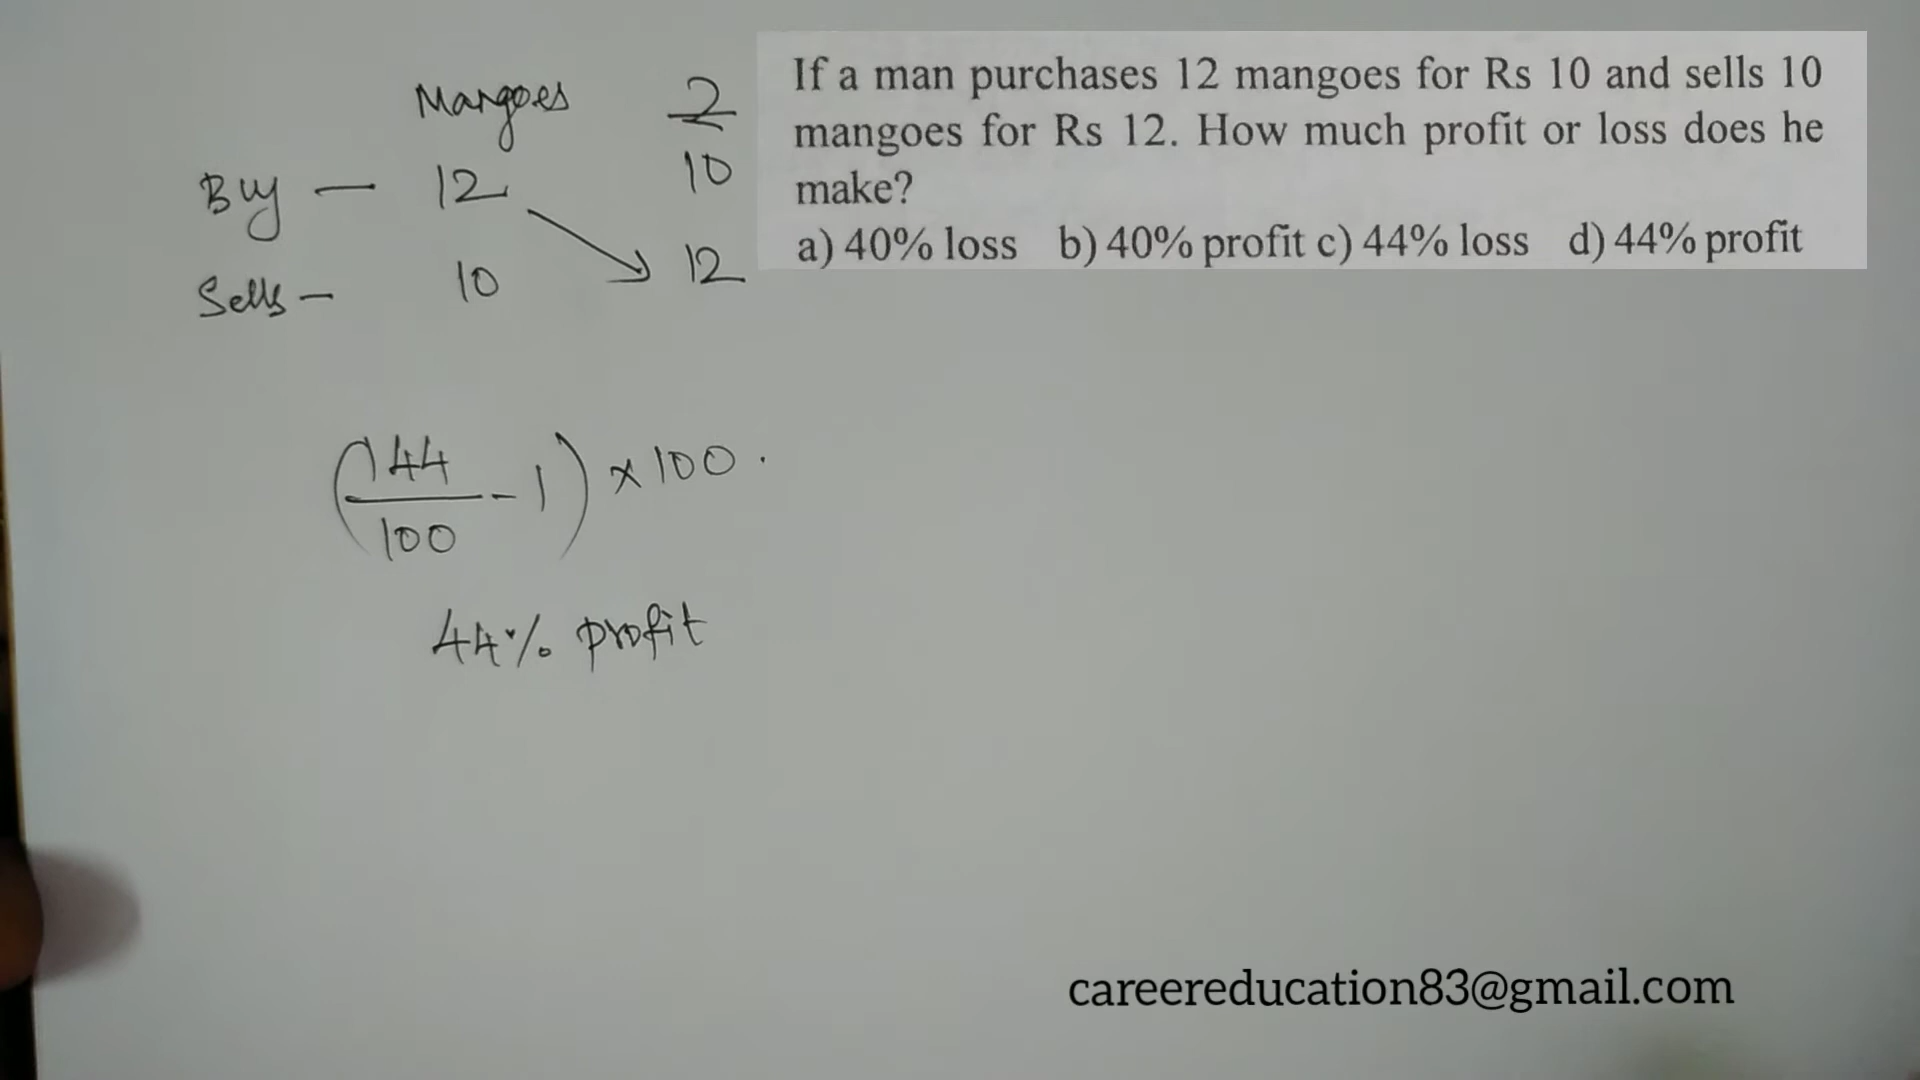 If a man purchases 12 mangoes for Rs 10 and sells 10
mangoes for Rs 12. How much profit or loss does he
make?
a) 40% loss b) 40% profit c) 44% loss d) 44% profit
Mangoes ₹
Buy — 12 10
Sells — 10 12
(144/100 - 1) × 100.
44% profit
careereducation83@gmail.com